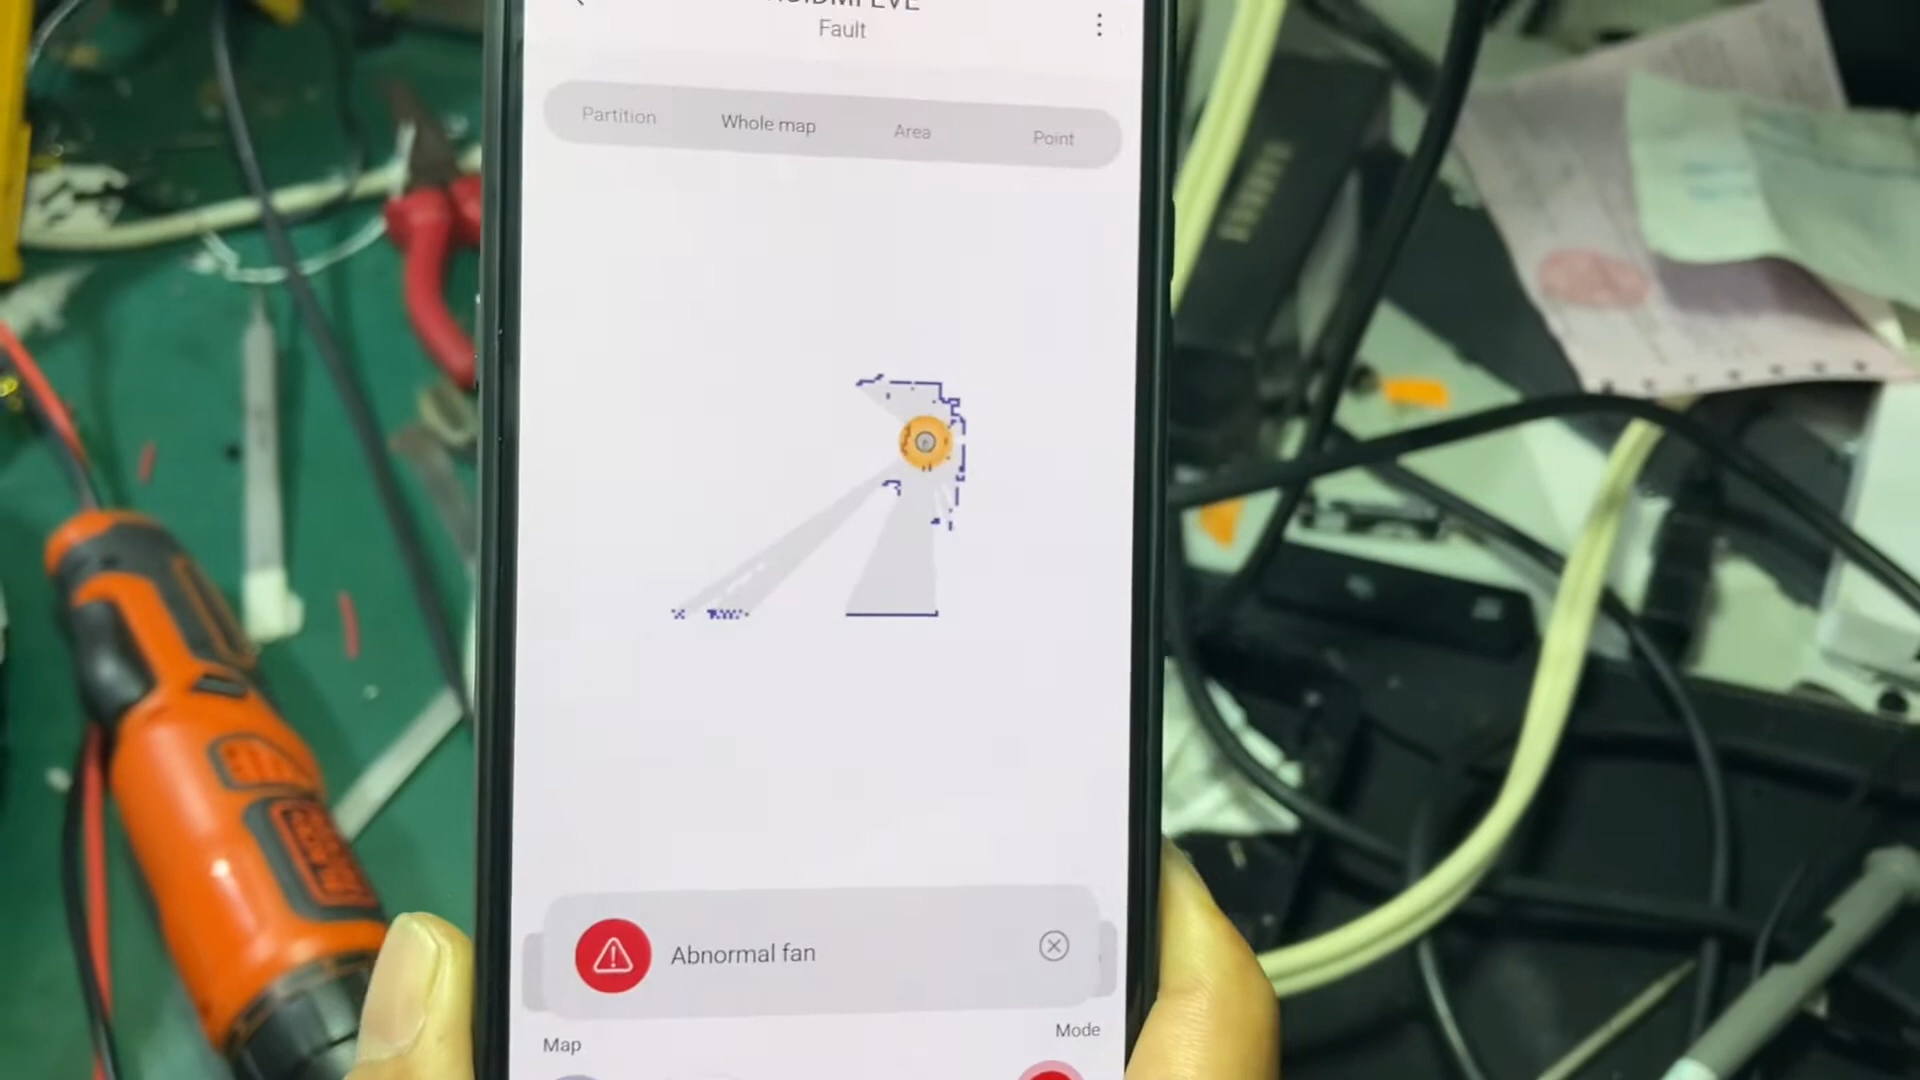 Fault
Partition Whole map Area Point
Abnormal fan
Map
Mode